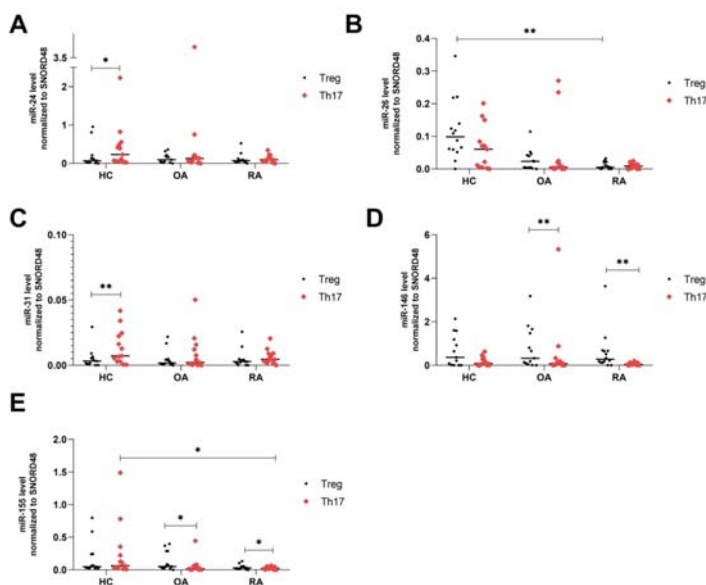 A
miR-24 level
normalized to SNORD48
3.5
2
1
0
*
HC
OA
RA
Treg
Th17
B
miR-26 level
normalized to SNORD48
0.4
0.3
0.2
0.1
0.0
**
HC
OA
RA
Treg
Th17
C
miR-31 level
normalized to SNORD48
0.10
0.05
0.00
**
HC
OA
RA
Treg
Th17
D
miR-146 level
normalized to SNORD48
6
4
2
0
**
**
HC
OA
RA
Treg
Th17
E
miR-155 level
normalized to SNORD48
2.0
1.5
1.0
0.5
0.0
*
*
*
HC
OA
RA
Treg
Th17